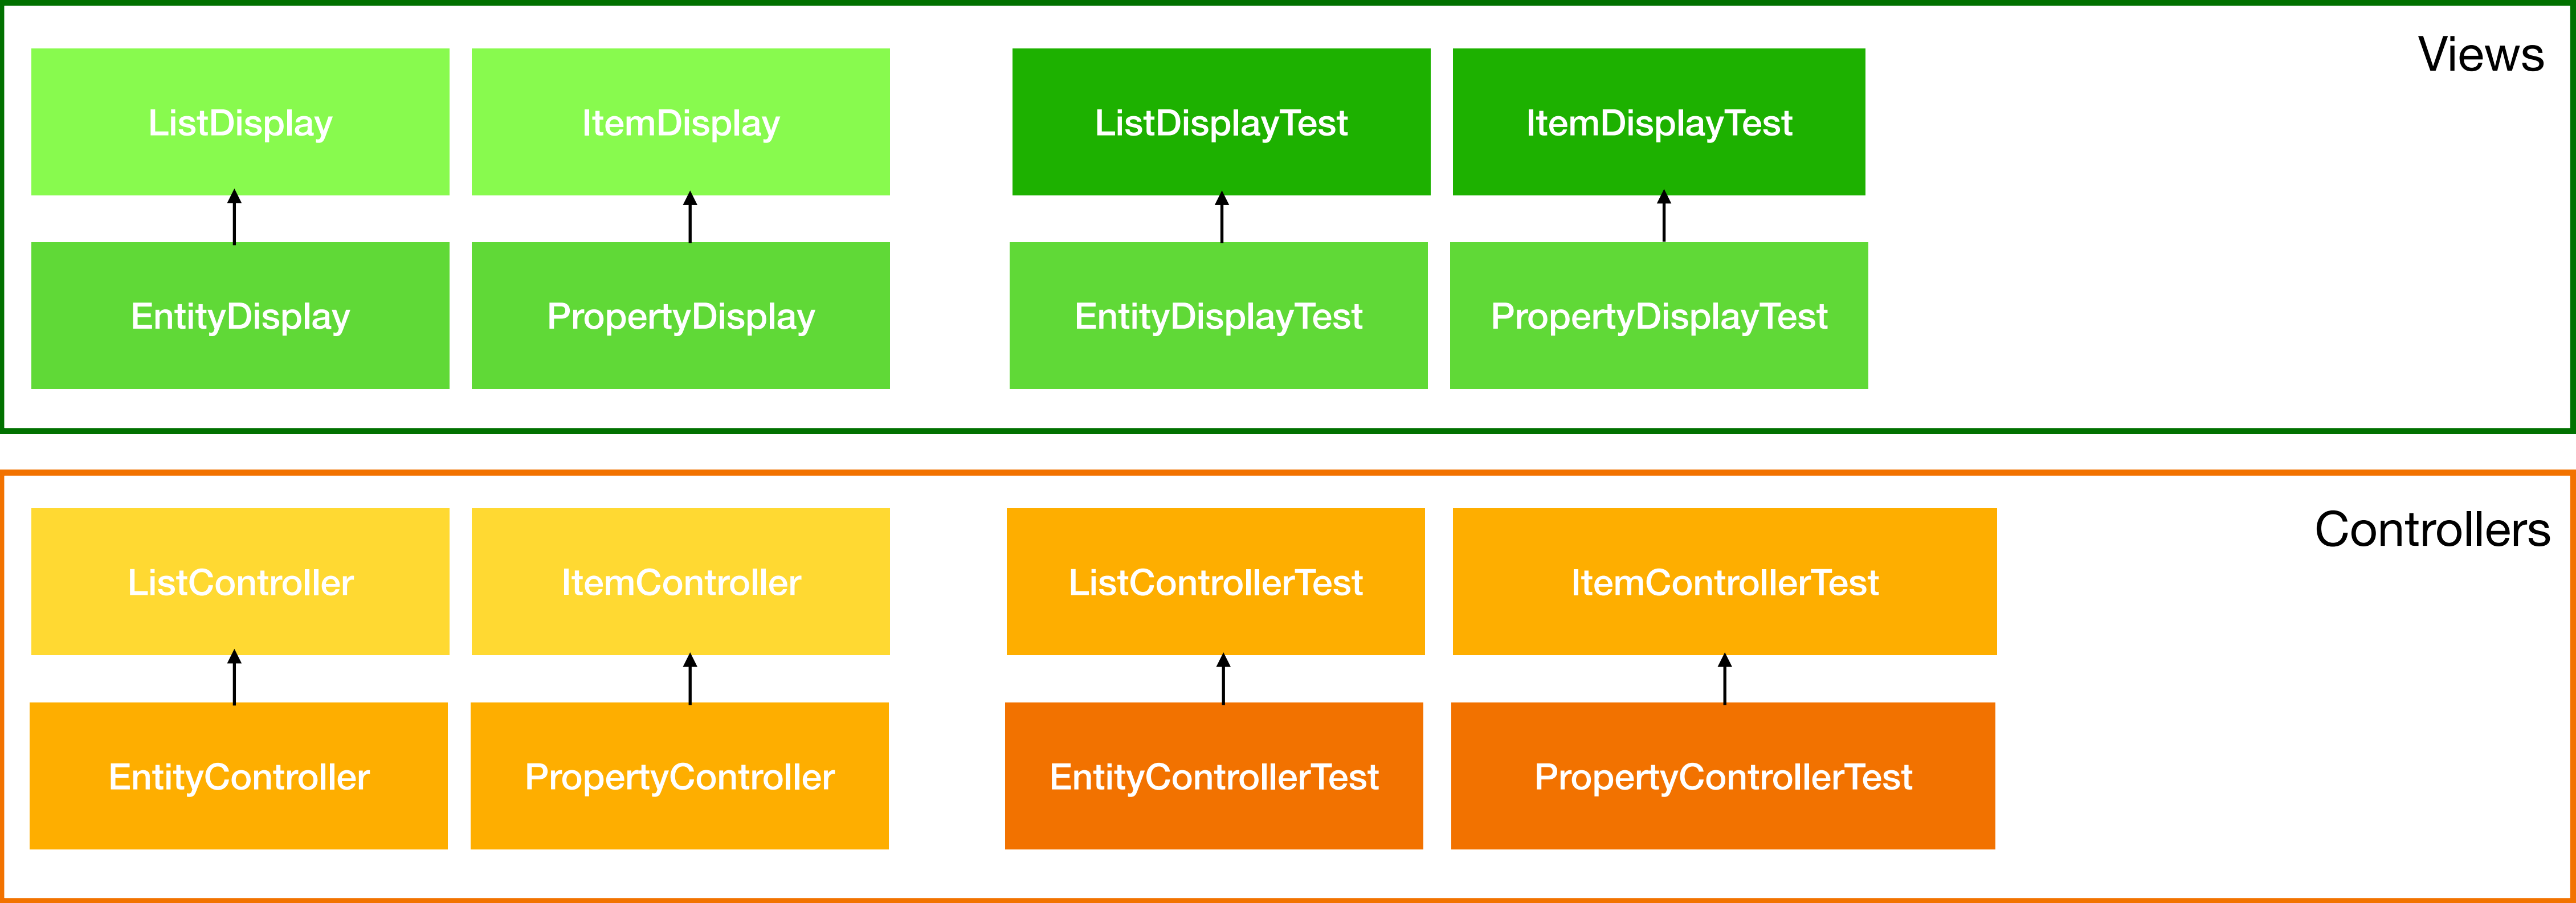 Views
ListDisplay
ItemDisplay
ListDisplayTest
ItemDisplayTest
EntityDisplay
PropertyDisplay
EntityDisplayTest
PropertyDisplayTest
Controllers
ListController
ItemController
ListControllerTest
ItemControllerTest
EntityController
PropertyController
EntityControllerTest
PropertyControllerTest